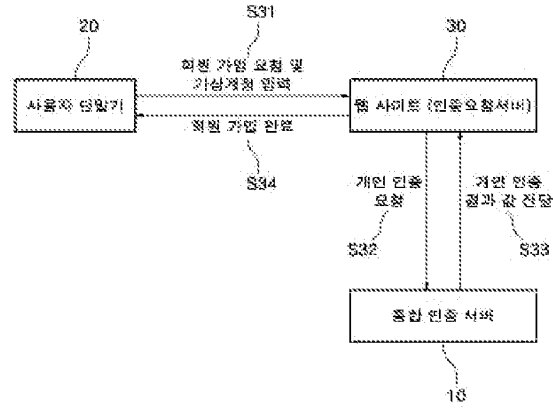 S31
20
30
회원 가입 요청 및
가상계정 입력
사용자 단말기
웹 사이트 (인증요청서버)
회원 가입 완료
S34
개인 인증
요청
개인 인증
결과 값 전달
S32
S33
통합 인증 서버
10